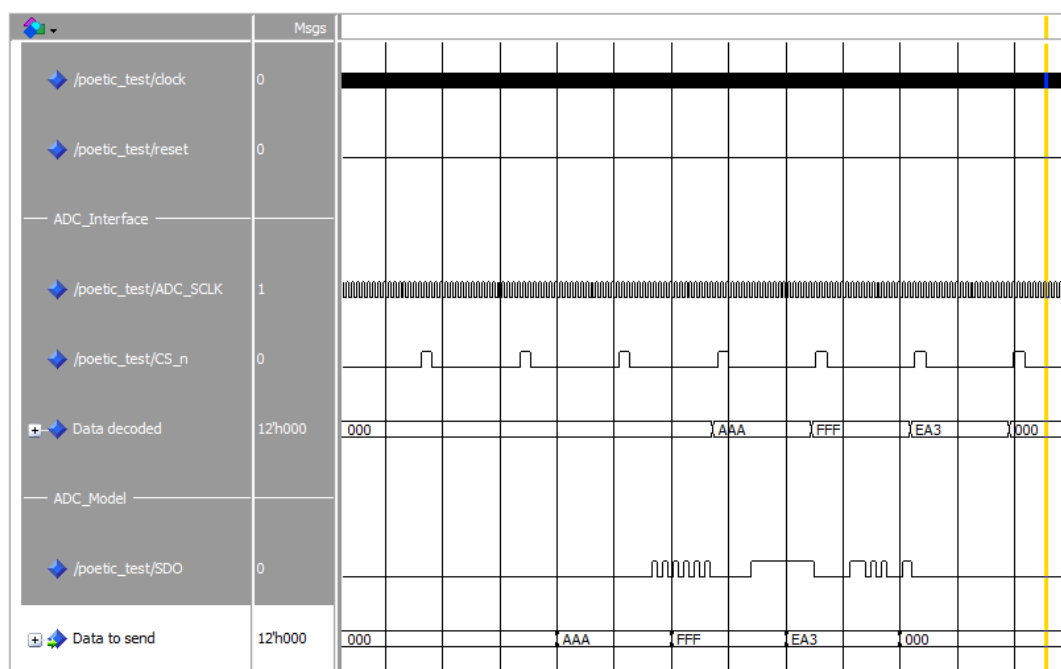 Msgs
/poetic_test/clock 0
/poetic_test/reset 0
ADC_Interface
/poetic_test/ADC_SCLK 1
/poetic_test/CS_n 0
Data decoded 12'h000 000 AAA FFF EA3 000
ADC_Model
/poetic_test/SDO 0
Data to send 12'h000 000 AAA FFF EA3 000